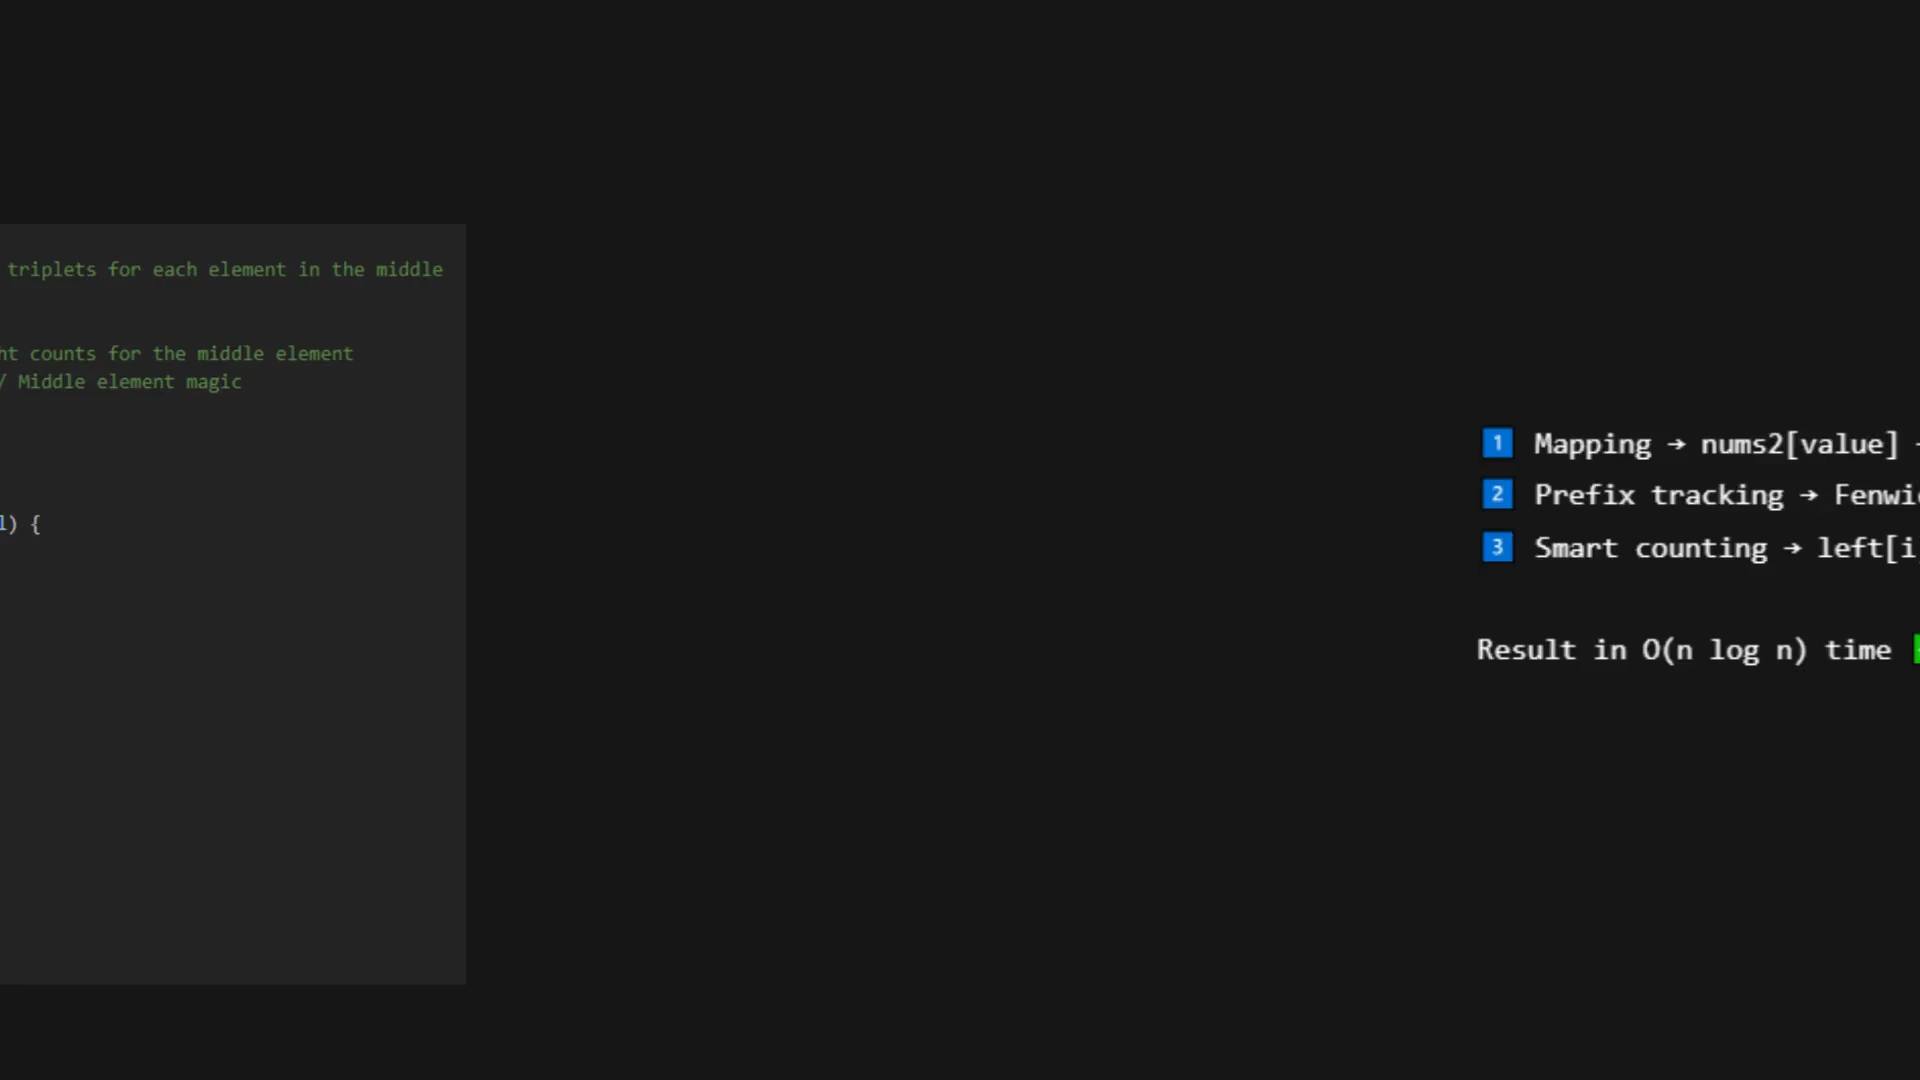 triplets for each element in the middle
ht counts for the middle element
/ Middle element magic
l) {
1 Mapping → nums2[value]
2 Prefix tracking → Fenwi
3 Smart counting → left[i
Result in O(n log n) time